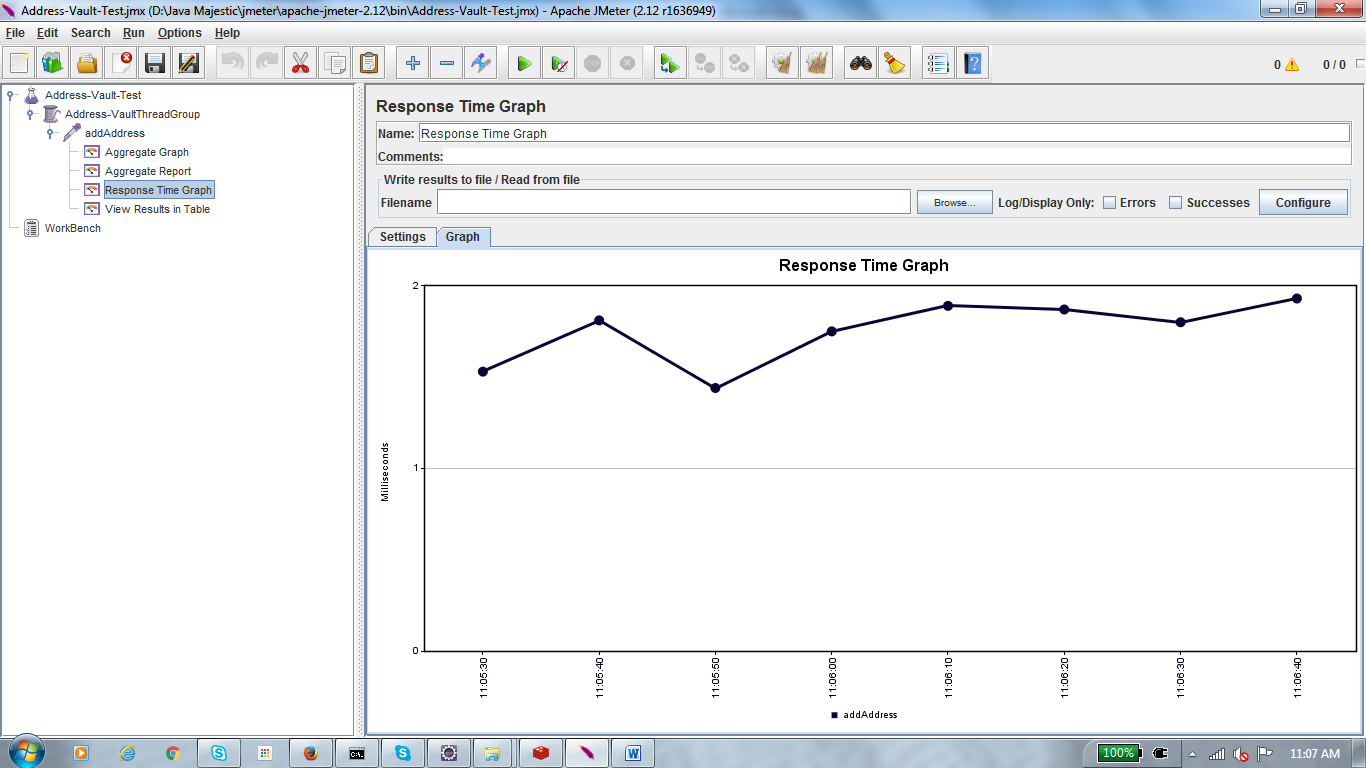 Address-Vault-Test.jmx (D:\Java Majestic\jmeter\apache-jmeter-2.12\bin\Address-Vault-Test.jmx) - Apache JMeter (2.12 r1636949)
File Edit Search Run Options Help
0 0 / 0
Address-Vault-Test
Address-VaultThreadGroup
addAddress
Aggregate Graph
Aggregate Report
Response Time Graph
View Results in Table
WorkBench
Response Time Graph
Name: Response Time Graph
Comments:
Write results to file / Read from file
Filename Browse... Log/Display Only: Errors Successes Configure
Settings Graph
Response Time Graph
2
1
0
Milliseconds
11:05:30 11:05:40 11:05:50 11:06:00 11:06:10 11:06:20 11:06:30 11:06:40
addAddress
100% 11:07 AM